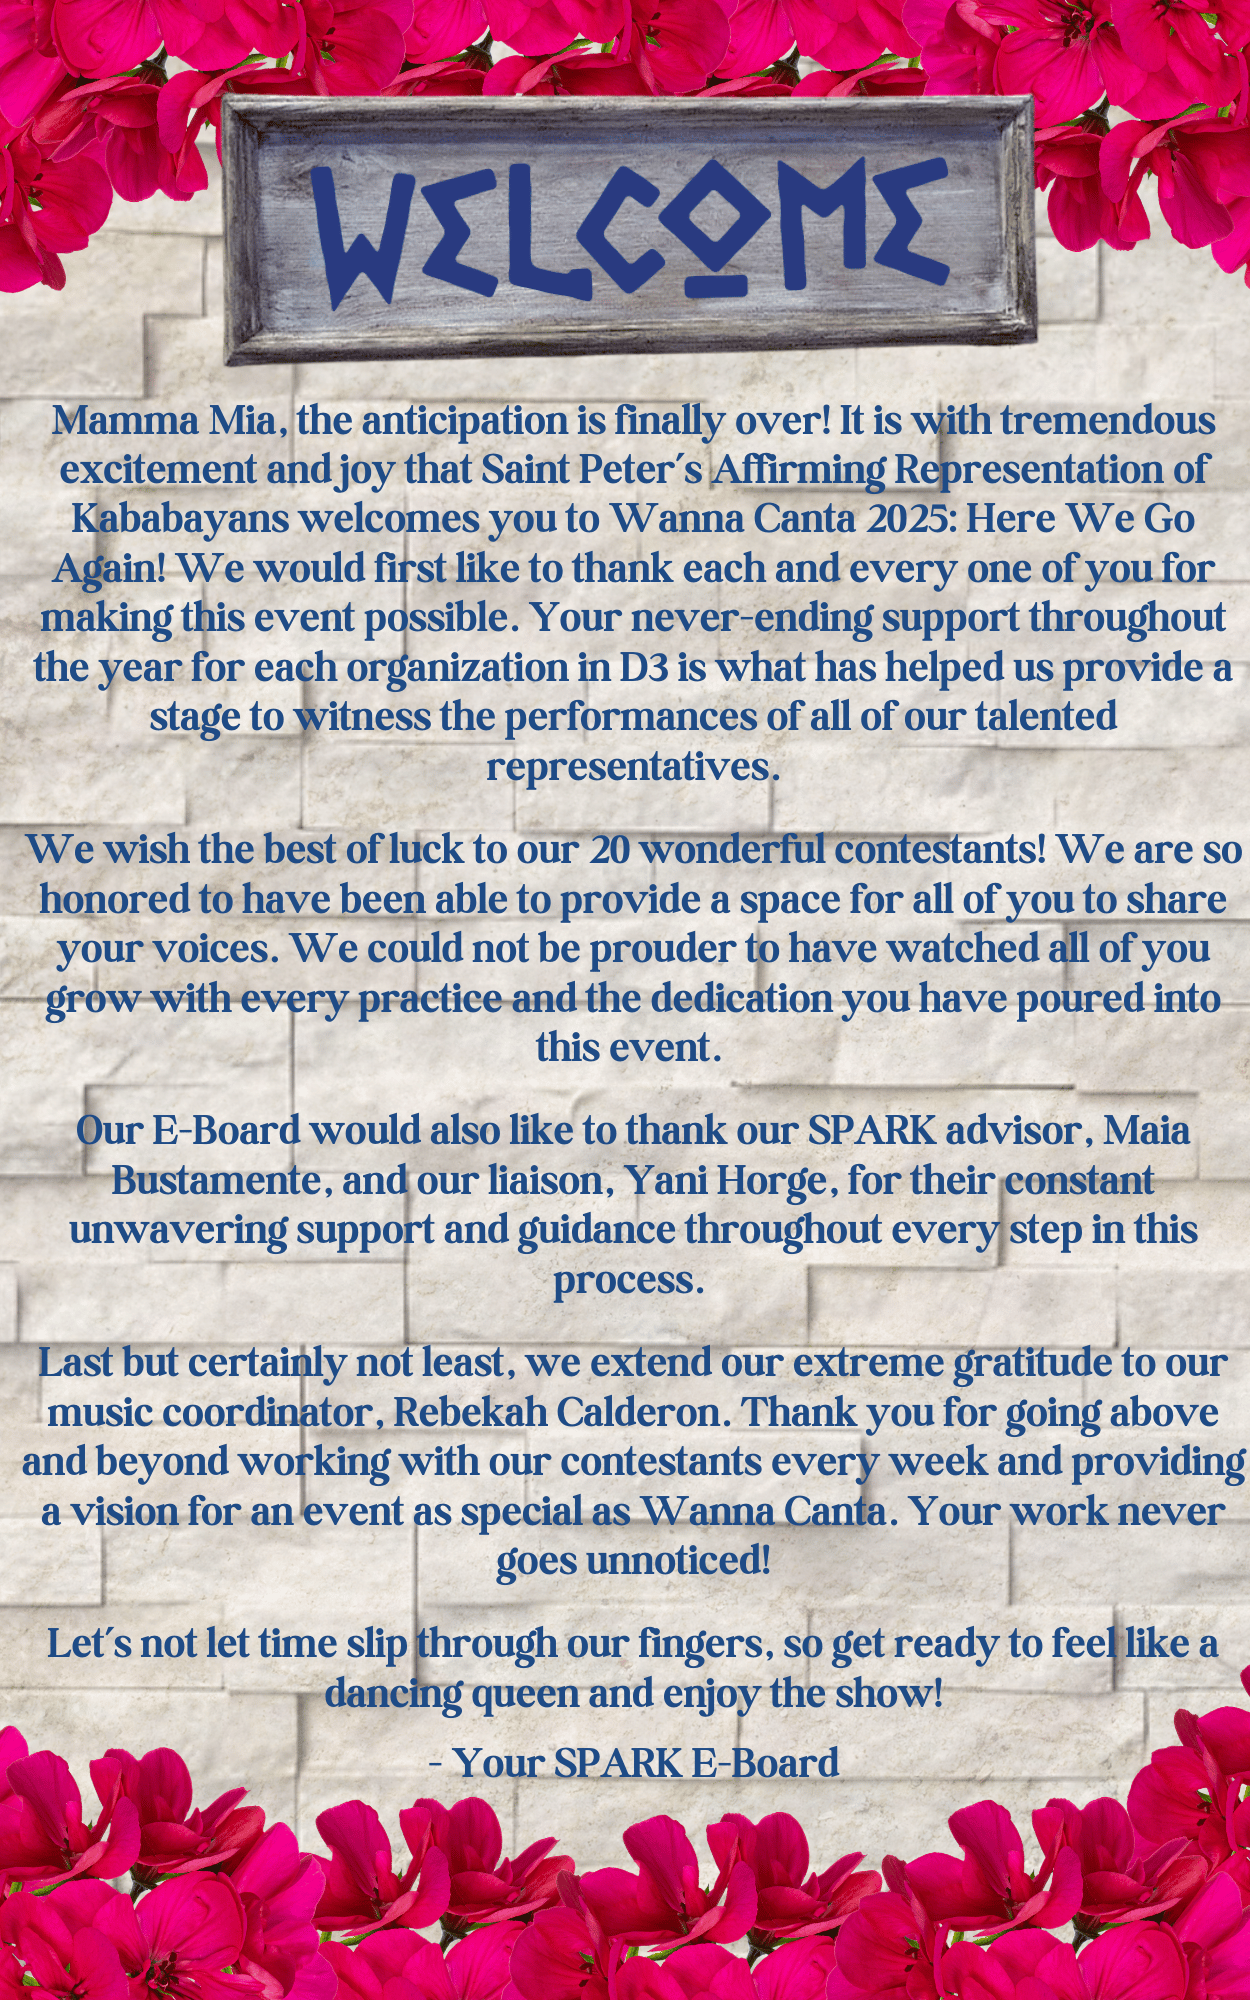 WELCOME
Mamma Mia, the anticipation is finally over! It is with tremendous
excitement and joy that Saint Peter´s Affirming Representation of
Kababayans welcomes you to Wanna Canta 2025: Here We Go
Again! We would first like to thank each and every one of you for
making this event possible. Your never-ending support throughout
the year for each organization in D3 is what has helped us provide a
stage to witness the performances of all of our talented
representatives.
We wish the best of luck to our 20 wonderful contestants! We are so
honored to have been able to provide a space for all of you to share
your voices. We could not be prouder to have watched all of you
grow with every practice and the dedication you have poured into
this event.
Our E-Board would also like to thank our SPARK advisor, Maia
Bustamente, and our liaison, Yani Horge, for their constant
unwavering support and guidance throughout every step in this
process.
Last but certainly not least, we extend our extreme gratitude to our
music coordinator, Rebekah Calderon. Thank you for going above
and beyond working with our contestants every week and providing
a vision for an event as special as Wanna Canta. Your work never
goes unnoticed!
Let´s not let time slip through our fingers, so get ready to feel like a
dancing queen and enjoy the show!
- Your SPARK E-Board